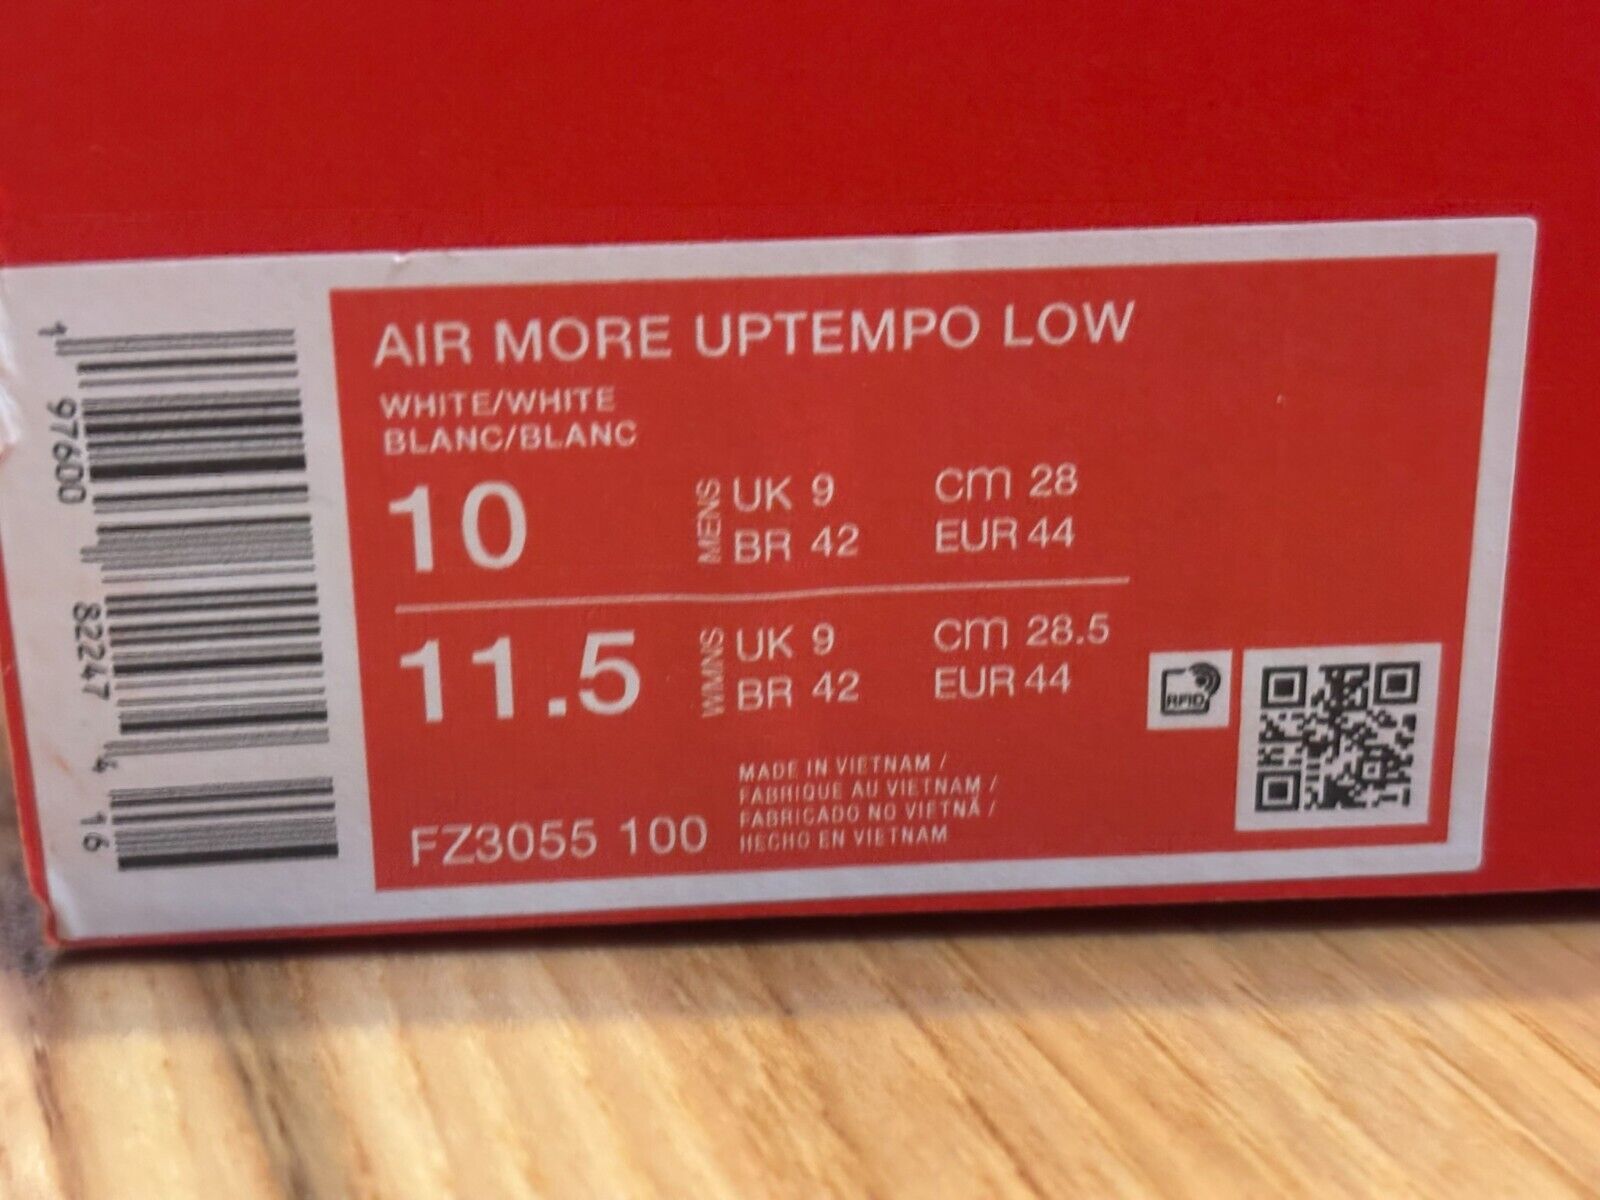 AIR MORE UPTEMPO LOW
WHITE/WHITE
BLANC/BLANC
10
MENS
UK 9
cm 28
BR 42
EUR 44
11.5
WMNS
UK 9
cm 28.5
BR 42
EUR 44
FZ3055 100
MADE IN VIETNAM /
FABRIQUE AU VIETNAM /
FABRICADO NO VIETNÃ /
HECHO EN VIETNAM
RFID
1 97600 82247 4 16